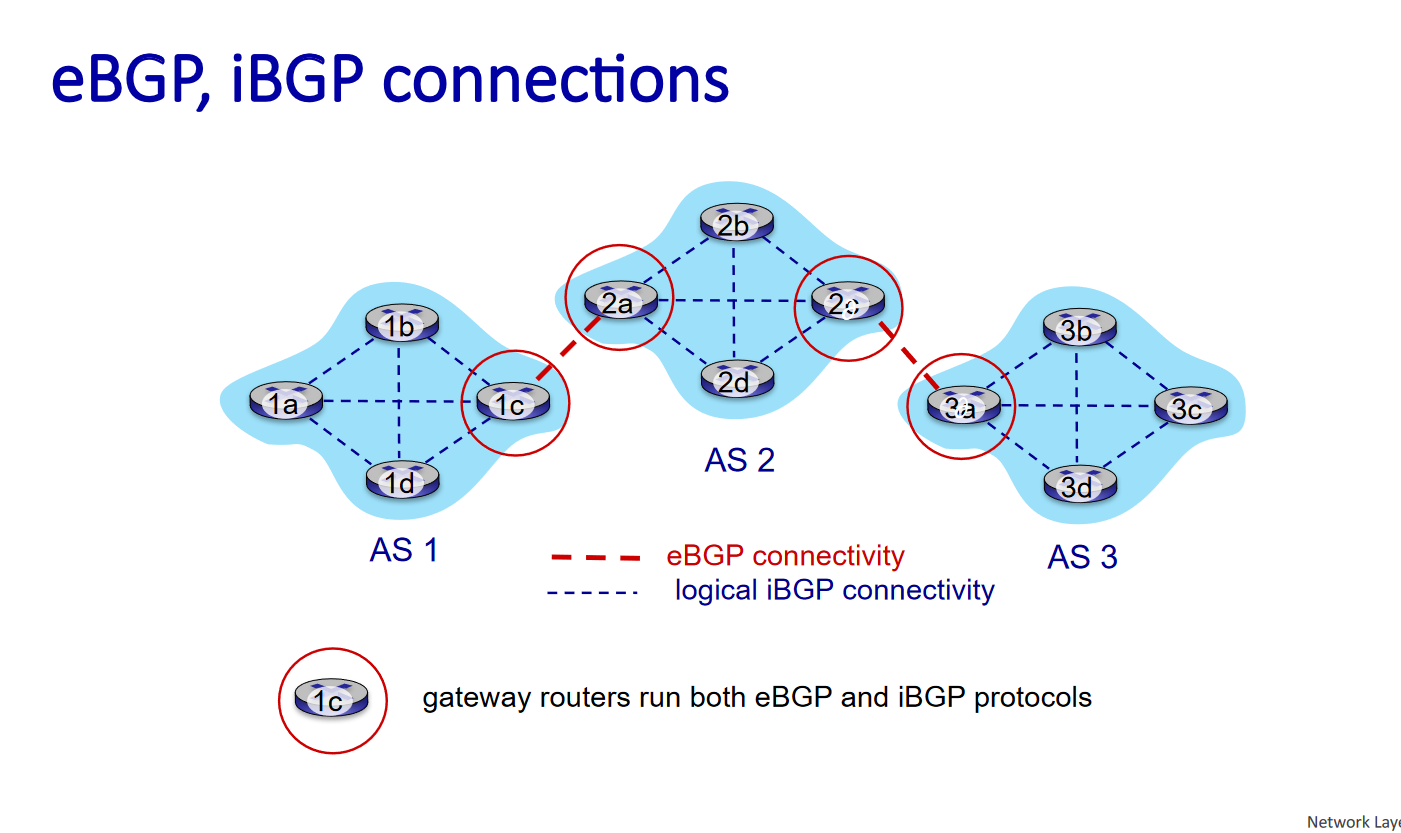 eBGP, iBGP connections
2b
2a
2c
2d
1b
1a
1c
1d
3b
3a
3c
3d
AS 2
AS 1
AS 3
eBGP connectivity
logical iBGP connectivity
1c
gateway routers run both eBGP and iBGP protocols
Network Laye